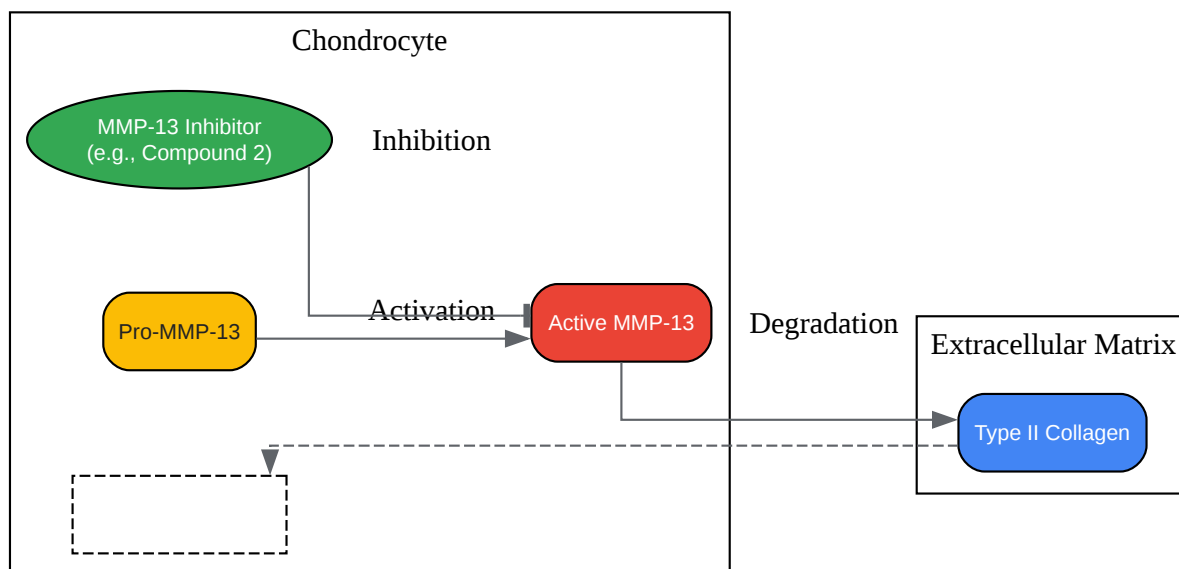 Chondrocyte
MMP-13 Inhibitor
(e.g., Compound 2)
Inhibition
Activation
Pro-MMP-13
Active MMP-13
Degradation
Extracellular Matrix
Type II Collagen